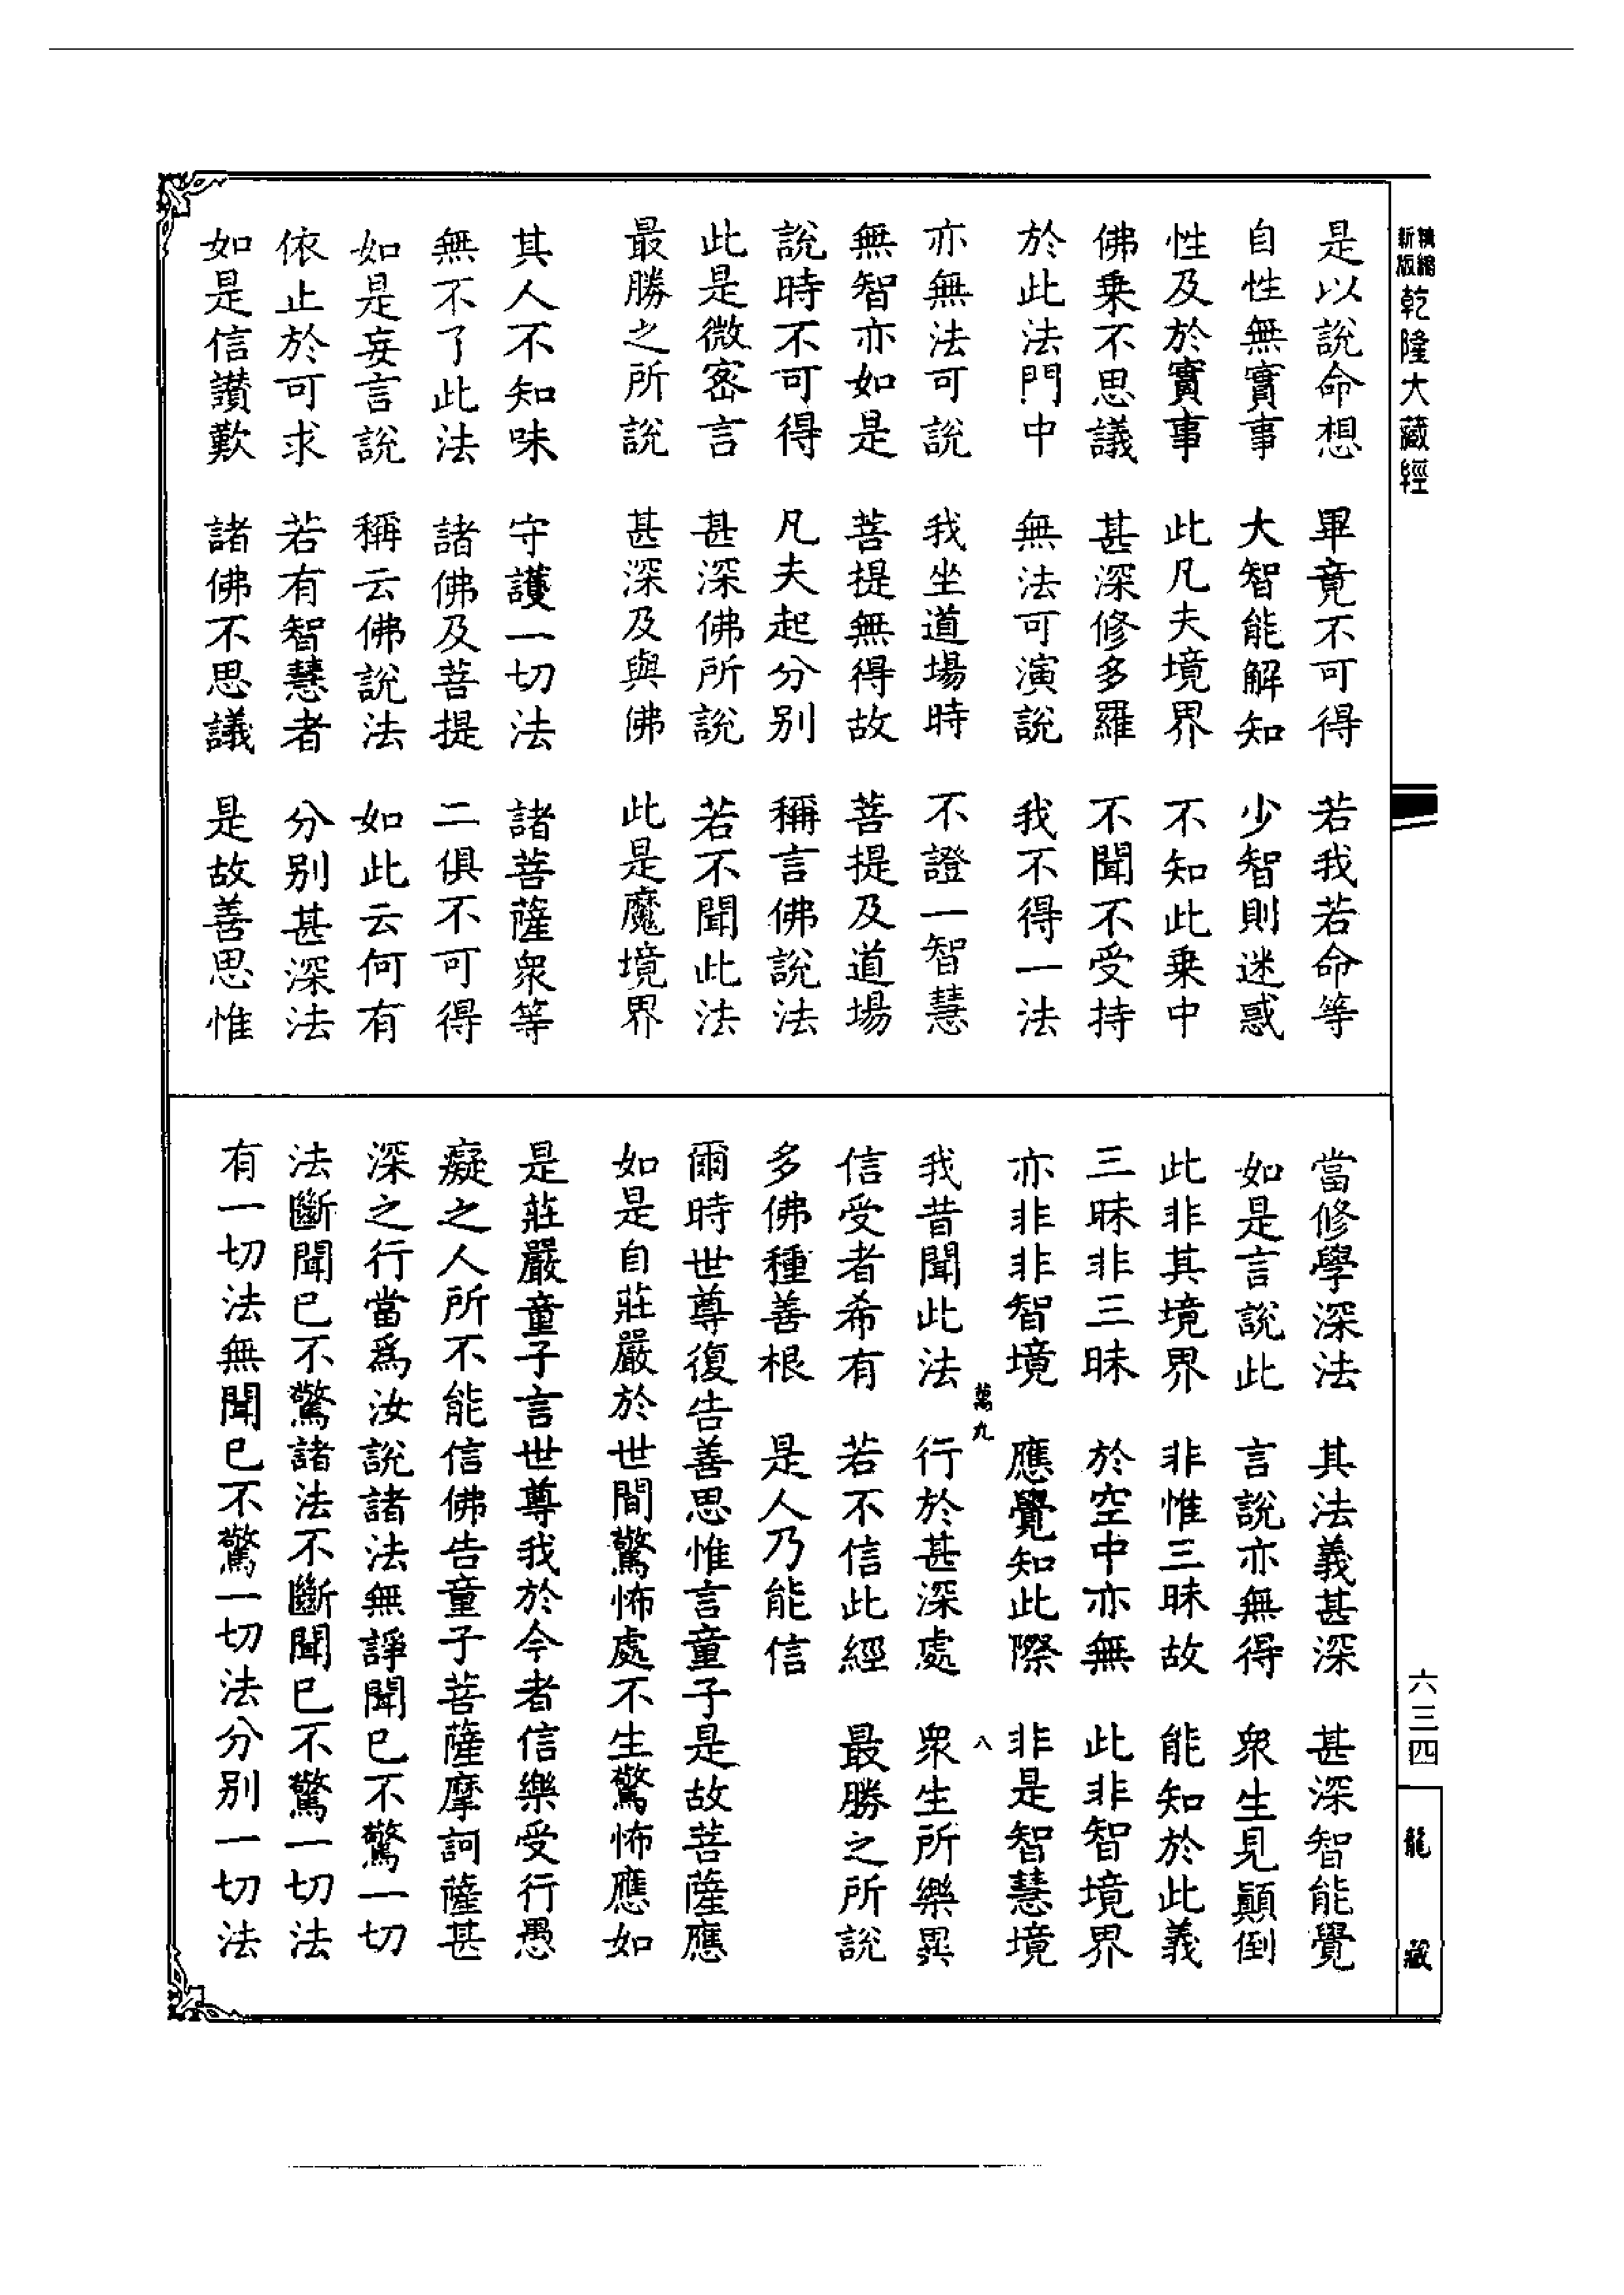 新版精縮乾隆大藏經
是以說命想　畢竟不可得　若我若命等
自性無實事　大智能解知　少智則迷惑
性及於實事　此凡夫境界　不知此乗中
佛乗不思議　甚深修多羅　不聞不受持
於此法門中　無法可演說　我不得一法
亦無法可說　我坐道場時　不證一智慧
無智亦如是　菩提無得故　菩提及道場
說時不可得　凡夫起分別　稱言佛說法
此是微宻言　甚深佛所說　若不聞此法
最勝之所說　甚深及與佛　此是魔境界
其人不知味　守護一切法　諸菩薩衆等
無不了此法　諸佛及菩提　二俱不可得
如是妄言說　稱云佛說法　如此云何有
依止於可求　若有智慧者　分別甚深法
如是信讚歎　諸佛不思議　是故善思惟
當修學深法　其法義甚深　甚深智能覺
如是言說此　言說亦無得　衆生見顚倒
此非其境界　非惟三昧故　能知於此義
三昧非三昧　於空中亦無　此非智境界
亦非非智境　應覺知此際　非是智慧境
萬九　八
我昔聞此法　行於甚深處　衆生所樂異
信受者希有　若不信此經　最勝之所說
多佛種善根　是人乃能信
爾時世尊復告善思惟言童子是故菩薩應
如是自莊嚴於世間驚怖處不生驚怖應如
是莊嚴童子言世尊我於今者信樂受行愚
癡之人所不能信佛告童子菩薩摩訶薩甚
深之行當爲汝說諸法無諍聞已不驚一切
法斷聞已不驚諸法不斷聞已不驚一切法
有一切法無聞已不驚一切法分別一切法
六三四
龍藏